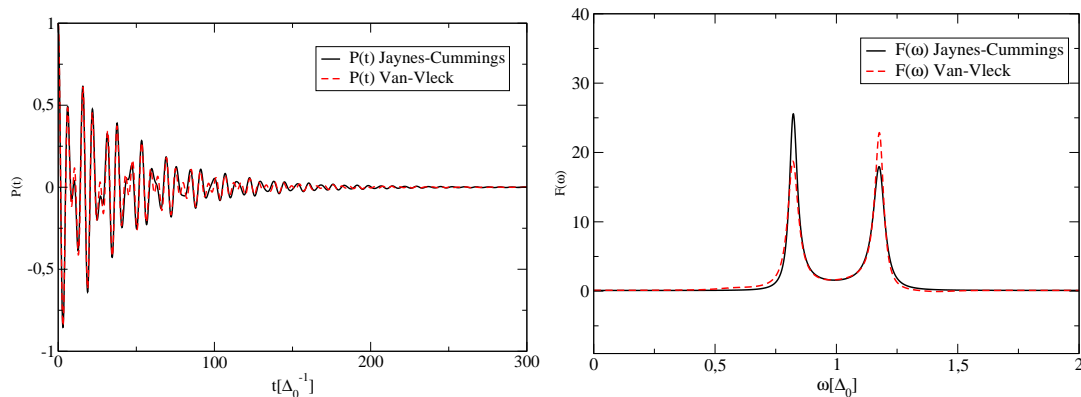 1
0,5
0
-0,5
-1
P(t)
P(t) Jaynes-Cummings
P(t) Van-Vleck
0 100 200 300
t[Δ₀⁻¹]
40
30
20
10
0
F(ω)
F(ω) Jaynes-Cummings
F(ω) Van-Vleck
0 0,5 1 1,5 2
ω[Δ₀]